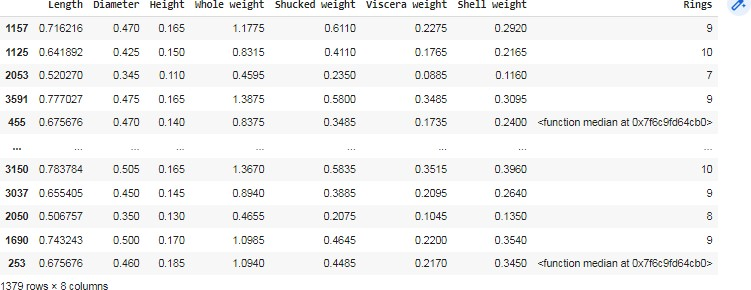 Length Diameter Height Whole weight Shucked weight Viscera weight Shell weight Rings
1157 0.716216 0.470 0.165 1.1775 0.6110 0.2275 0.2920 9
1125 0.641892 0.425 0.150 0.8315 0.4110 0.1765 0.2165 10
2053 0.520270 0.345 0.110 0.4595 0.2350 0.0885 0.1160 7
3591 0.777027 0.475 0.165 1.3875 0.5800 0.3485 0.3095 9
455 0.675676 0.470 0.140 0.8375 0.3485 0.1735 0.2400 <function median at 0x7f6c9fd64cb0>
... ... ... ... ... ... ... ... ...
3150 0.783784 0.505 0.165 1.3670 0.5835 0.3515 0.3960 10
3037 0.655405 0.450 0.145 0.8940 0.3885 0.2095 0.2640 9
2050 0.506757 0.350 0.130 0.4655 0.2075 0.1045 0.1350 8
1690 0.743243 0.500 0.170 1.0985 0.4645 0.2200 0.3540 9
253 0.675676 0.460 0.185 1.0940 0.4485 0.2170 0.3450 <function median at 0x7f6c9fd64cb0>
1379 rows × 8 columns